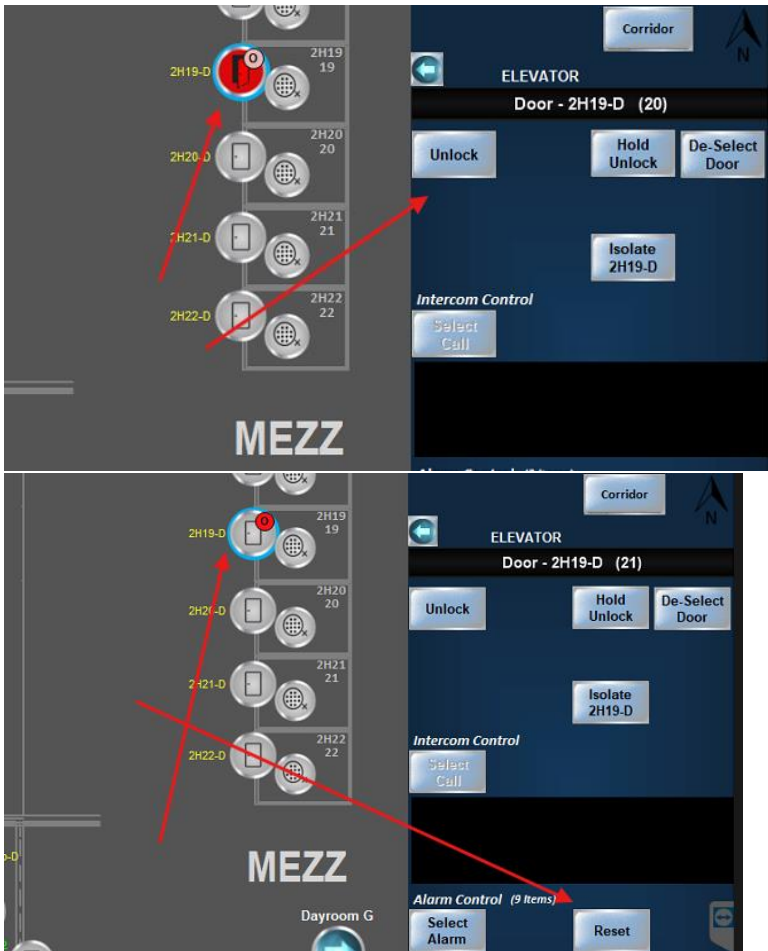 Corridor
N
2H19-D
O
2H19
19
ELEVATOR
Door - 2H19-D (20)
2H20-D
2H20
20
Unlock
Hold
Unlock
De-Select
Door
2H21-D
2H21
21
Isolate
2H19-D
2H22-D
2H22
22
Intercom Control
Select
Call
MEZZ
Corridor
N
2H19-D
O
2H19
19
ELEVATOR
Door - 2H19-D (21)
2H20-D
2H20
20
Unlock
Hold
Unlock
De-Select
Door
2H21-D
2H21
21
Isolate
2H19-D
2H22-D
2H22
22
Intercom Control
Select
Call
MEZZ
Alarm Control (9 Items)
Dayroom G
Select
Alarm
Reset